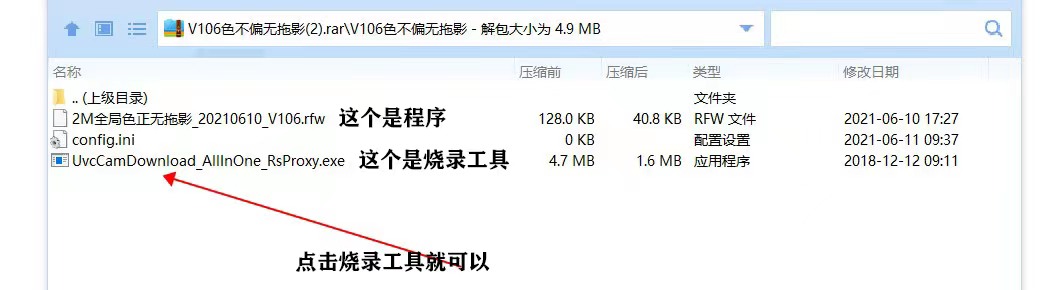 V106色不偏无拖影(2).rar\V106色不偏无拖影 - 解包大小为 4.9 MB
名称 压缩前 压缩后 类型 修改日期
.. (上级目录) 文件夹
2M全局色正无拖影_20210610_V106.rfw 这个是程序 128.0 KB 40.8 KB RFW 文件 2021-06-10 17:27
config.ini 0 KB 配置设置 2021-06-11 09:37
UvcCamDownload_AllInOne_RsProxy.exe 这个是烧录工具 4.7 MB 1.6 MB 应用程序 2018-12-12 09:11
点击烧录工具就可以